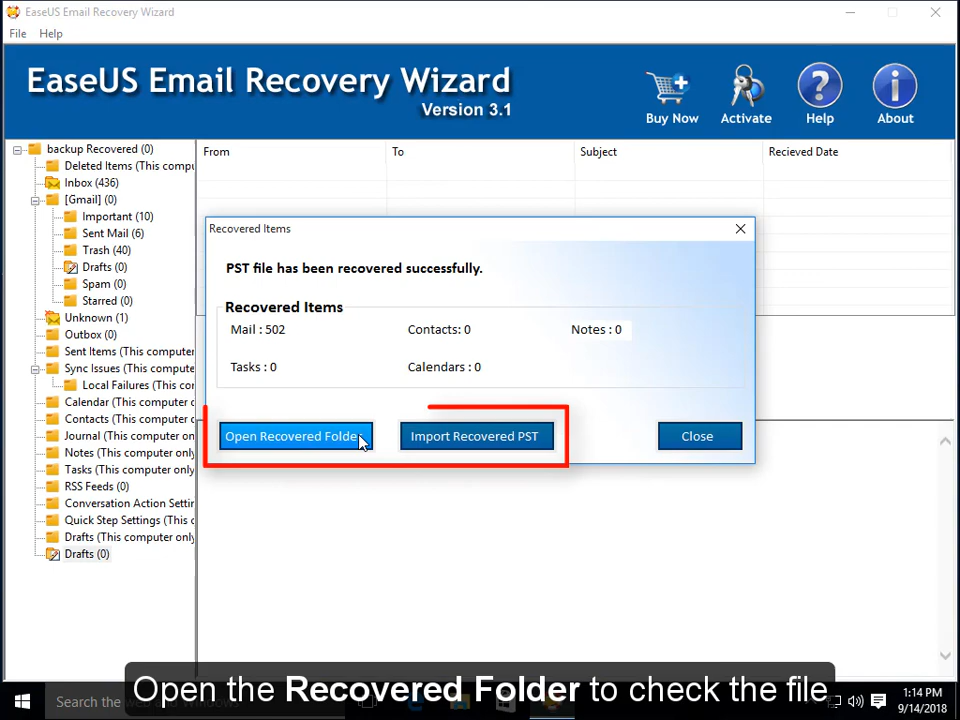 EaseUS Email Recovery Wizard
File Help
EaseUS Email Recovery Wizard
Version 3.1
Buy Now Activate Help About
backup Recovered (0)
Deleted Items (This compu
Inbox (436)
[Gmail] (0)
Important (10)
Sent Mail (6)
Trash (40)
Drafts (0)
Spam (0)
Starred (0)
Unknown (1)
Outbox (0)
Sent Items (This computer
Sync Issues (This compute
Local Failures (This con
Calendar (This computer o
Contacts (This computer o
Journal (This computer on
Notes (This computer only
Tasks (This computer only
RSS Feeds (0)
Conversation Action Settin
Quick Step Settings (This c
Drafts (This computer only
Drafts (0)
From To Subject Recieved Date
Recovered Items
PST file has been recovered successfully.
Recovered Items
Mail : 502 Contacts: 0 Notes : 0
Tasks : 0 Calendars : 0
Open Recovered Folde Import Recovered PST Close
Open the Recovered Folder to check the file
Search the web and Windows
1:14 PM
9/14/2018